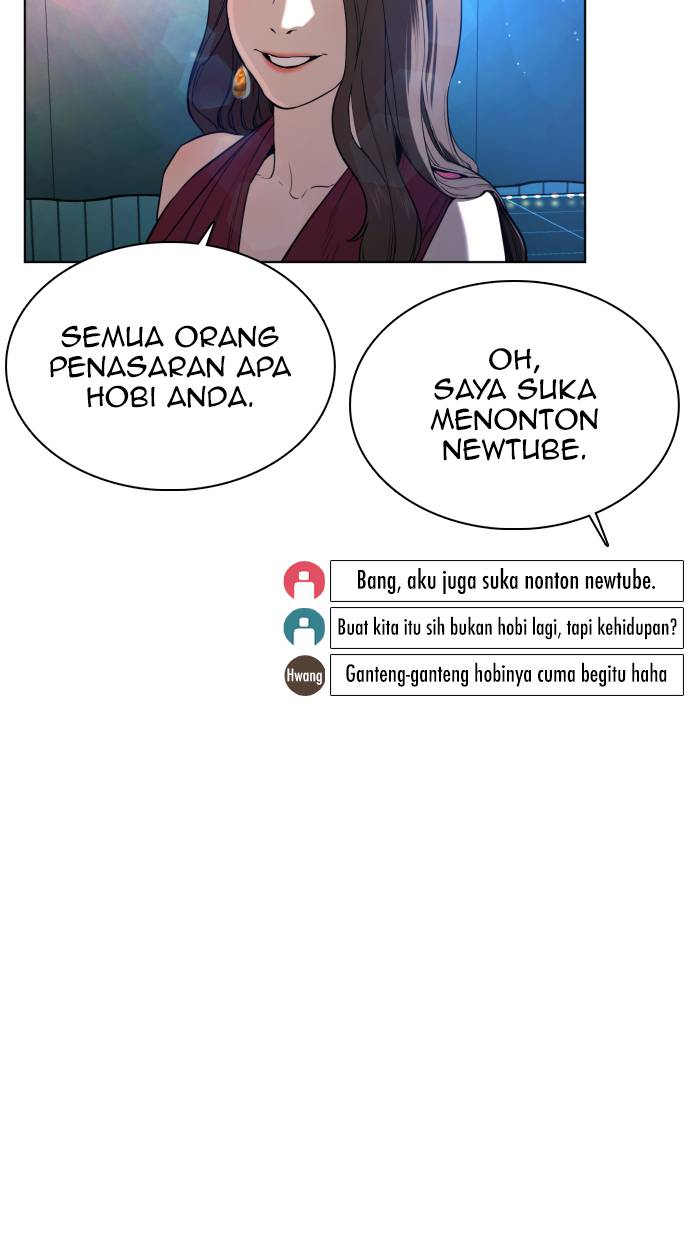 SEMUA ORANG
PENASARAN APA
HOBI ANDA.
OH,
SAYA SUKA
MENONTON
NEWTUBE.
Bang, aku juga suka nonton newtube.
Buat kita itu sih bukan hobi lagi, tapi kehidupan?
Hwang Ganteng-ganteng hobinya cuma begitu haha